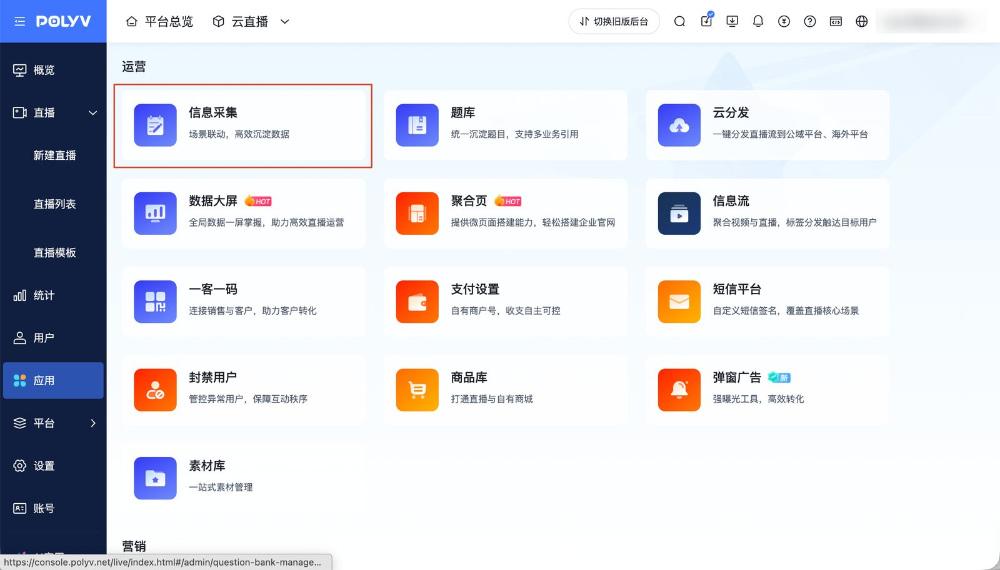 POLYV
平台总览
云直播
切换旧版后台
概览
直播
新建直播
直播列表
直播模板
统计
用户
应用
平台
设置
账号
运营
信息采集
场景联动，高效沉淀数据
题库
统一沉淀题目，支持多业务引用
云分发
一键分发直播流到公域平台、海外平台
数据大屏 HOT
全局数据一屏掌握，助力高效直播运营
聚合页 HOT
提供微页面搭建能力，轻松搭建企业官网
信息流
聚合视频与直播，标签分发触达目标用户
一客一码
连接销售与客户，助力客户转化
支付设置
自有商户号，收支自主可控
短信平台
自定义短信签名，覆盖直播核心场景
封禁用户
管控异常用户，保障互动秩序
商品库
打通直播与自有商城
弹窗广告 新
强曝光工具，高效转化
素材库
一站式素材管理
营销
https://console.polyv.net/live/index.html#/admin/question-bank-manage...